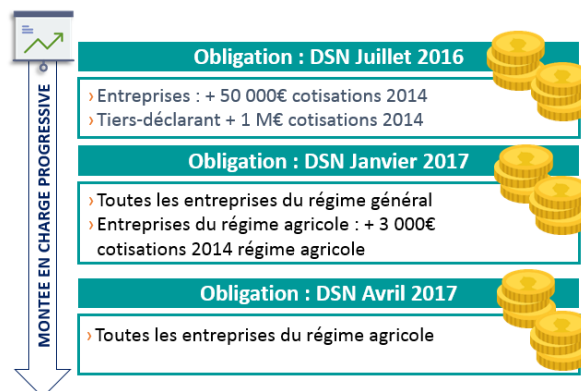 MONTEE EN CHARGE PROGRESSIVE
Obligation : DSN Juillet 2016
› Entreprises : + 50 000€ cotisations 2014
› Tiers-déclarant + 1 M€ cotisations 2014
Obligation : DSN Janvier 2017
› Toutes les entreprises du régime général
› Entreprises du régime agricole : + 3 000€
cotisations 2014 régime agricole
Obligation : DSN Avril 2017
› Toutes les entreprises du régime agricole